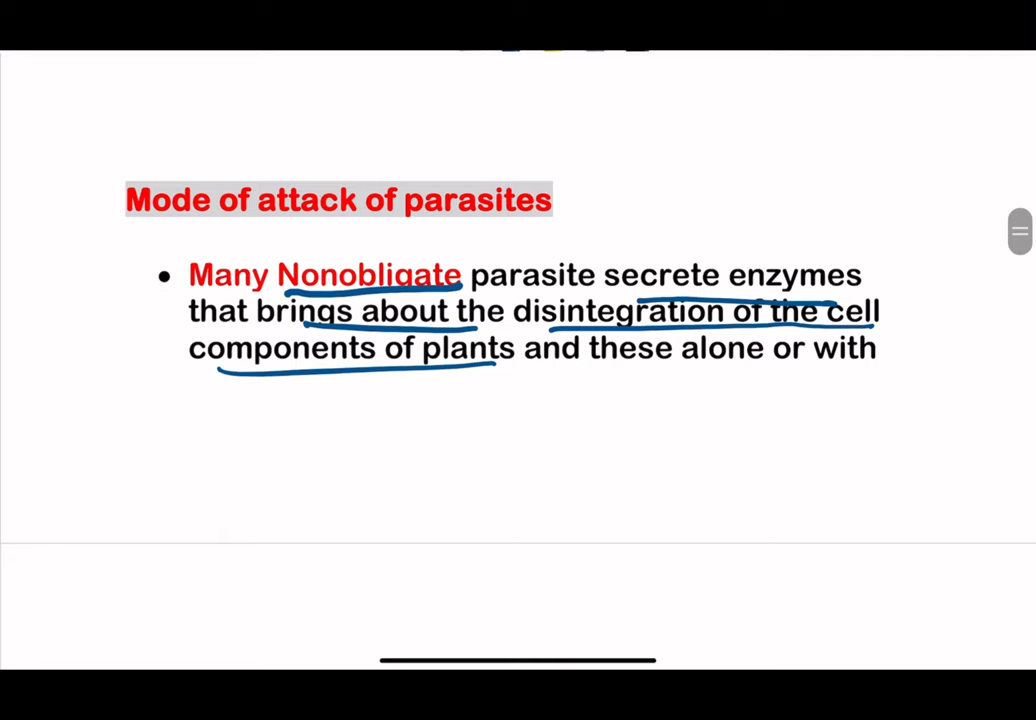 Mode of attack of parasites
• Many Nonobligate parasite secrete enzymes
that brings about the disintegration of the cell
components of plants and these alone or with